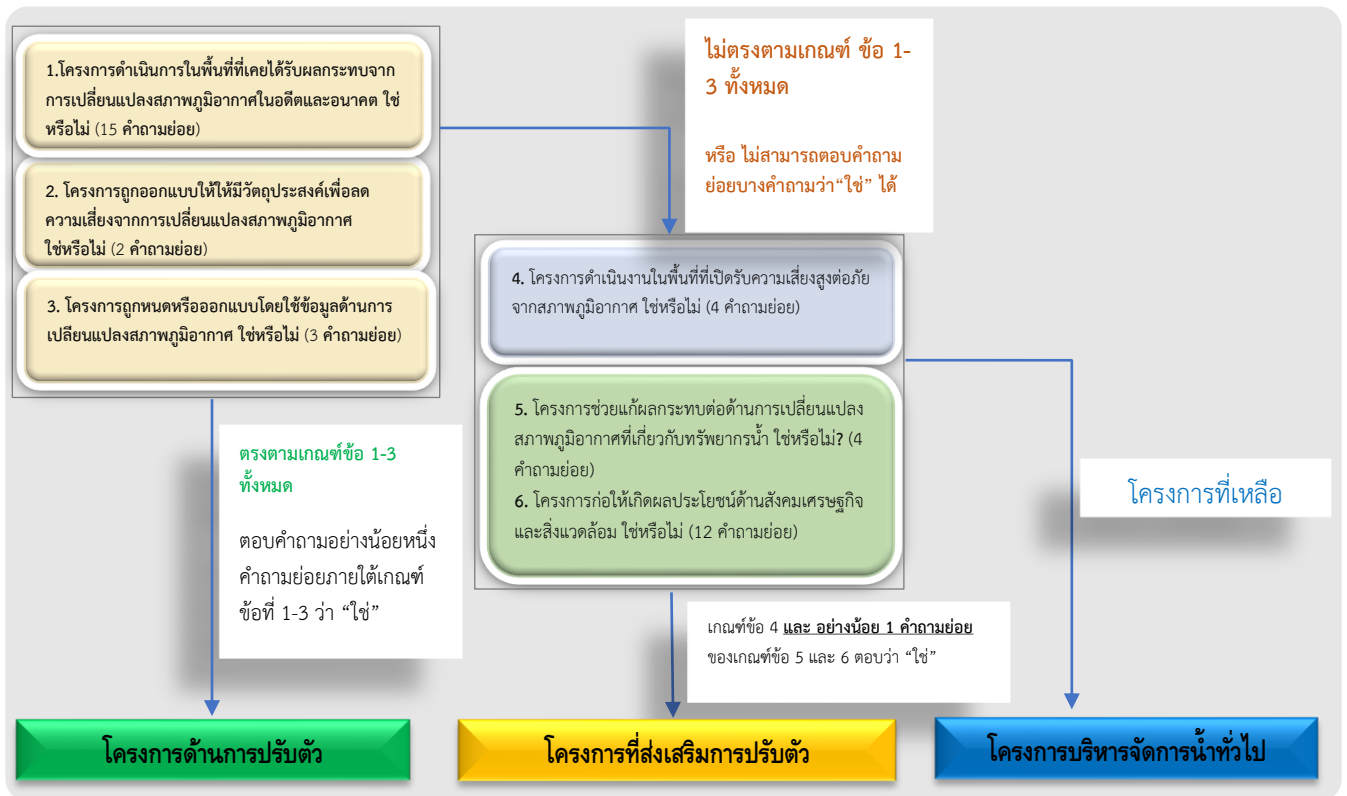 1.โครงการดำเนินการในพื้นที่ที่เคยได้รับผลกระทบจาก
การเปลี่ยนแปลงสภาพภูมิอากาศในอดีตและอนาคต ใช่
หรือไม่ (15 คำถามย่อย)
2. โครงการถูกออกแบบให้ให้มีวัตถุประสงค์เพื่อลด
ความเสี่ยงจากการเปลี่ยนแปลงสภาพภูมิอากาศ
ใช่หรือไม่ (2 คำถามย่อย)
3. โครงการถูกหนดหรือออกแบบโดยใช้ข้อมูลด้านการ
เปลียนแปลงสภาพภูมิอากาศ ใช่หรือไม่ (3 คำถามย่อย)
ไม่ตรงตามเกณฑ์ ข้อ 1-
3 ทั้งหมด
หรือ ไม่สามารถตอบคำถาม
ย่อยบางคำถามว่า“ใช่” ได้
4. โครงการดำเนินงานในพื้นที่ที่เปิดรับความเสี่ยงสูงต่อภัย
จากสภาพภูมิอากาศ ใช่หรือไม่ (4 คำถามย่อย)
5. โครงการช่วยแก้ผลกระทบต่อด้านการเปลี่ยนแปลง
สภาพภูมิอากาศที่เกี่ยวกับทรัพยากรน้ำ ใช่หรือไม่? (4
คำถามย่อย)
6. โครงการก่อให้เกิดผลประโยชน์ด้านสังคมเศรษฐกิจ
และสิ่งแวดล้อม ใช่หรือไม่ (12 คำถามย่อย)
ตรงตามเกณฑ์ข้อ 1-3
ทั้งหมด
ตอบคำถามอย่างน้อยหนึ่ง
คำถามย่อยภายใต้เกณฑ์
ข้อที่ 1-3 ว่า “ใช่”
เกณฑ์ข้อ 4 และ อย่างน้อย 1 คำถามย่อย
ของเกณฑ์ข้อ 5 และ 6 ตอบว่า “ใช่”
โครงการที่เหลือ
โครงการด้านการปรับตัว
โครงการที่ส่งเสริมการปรับตัว
โครงการบริหารจัดการน้ำทั่วไป